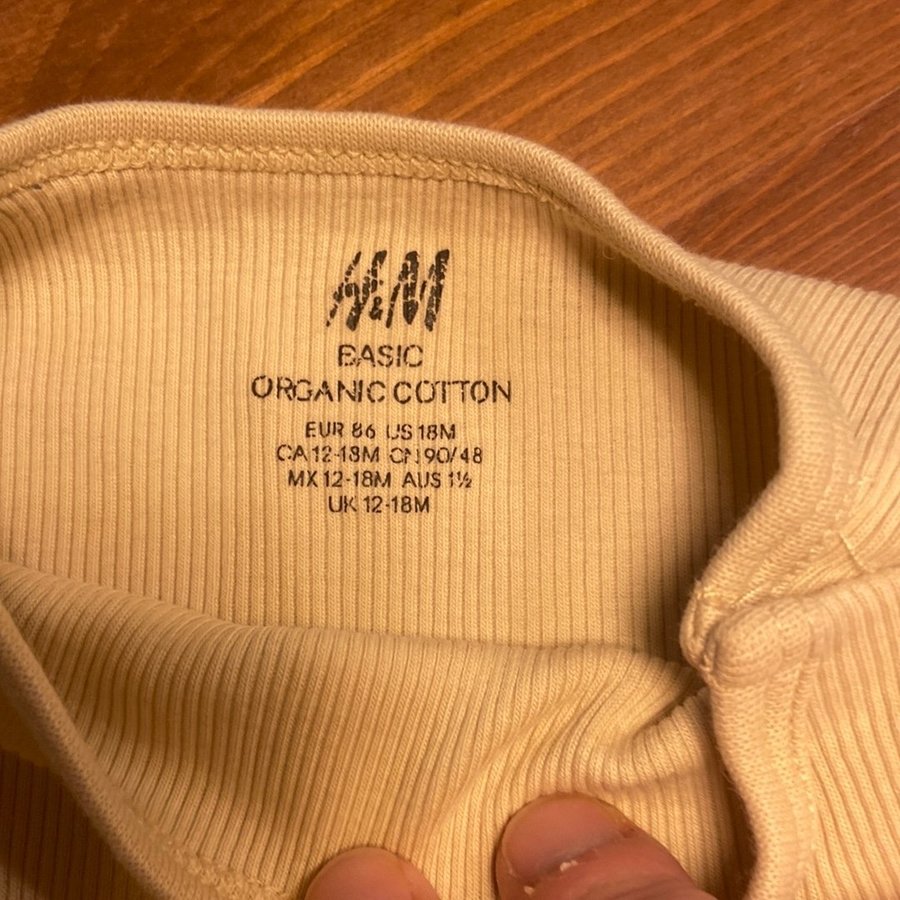 H&M
BASIC
ORGANIC COTTON
EUR 86 US 18M
CA 12-18M CN 90/48
MX 12-18M AUS 1½
UK 12-18M